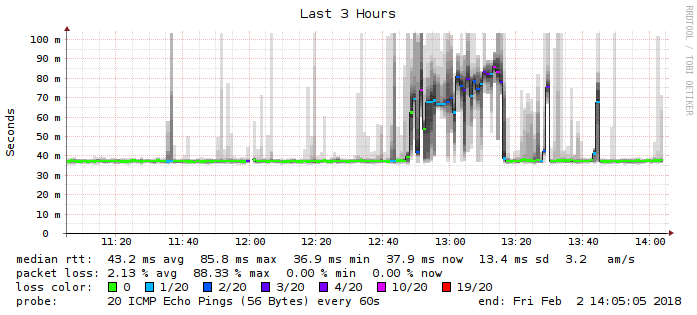 Last 3 Hours
RRDTOOL / TOBI OETIKER
Seconds
100 m
90 m
80 m
70 m
60 m
50 m
40 m
30 m
20 m
10 m
0
11:20 11:40 12:00 12:20 12:40 13:00 13:20 13:40 14:00
median rtt: 43.2 ms avg 85.8 ms max 36.9 ms min 37.9 ms now 13.4 ms sd 3.2 am/s
packet loss: 2.13 % avg 88.33 % max 0.00 % min 0.00 % now
loss color: 0 1/20 2/20 3/20 4/20 10/20 19/20
probe: 20 ICMP Echo Pings (56 Bytes) every 60s end: Fri Feb 2 14:05:05 2018